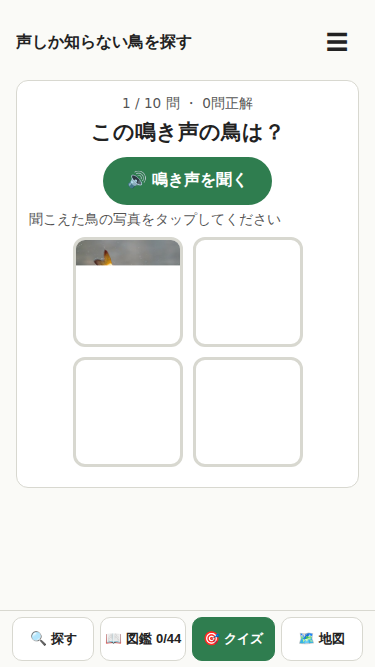 声しか知らない鳥を探す ☰
1 / 10 問 ・ 0問正解
この鳴き声の鳥は？
🔊 鳴き声を聞く
聞こえた鳥の写真をタップしてください
🔍 探す
📖 図鑑 0/44
🎯 クイズ
🗺️ 地図